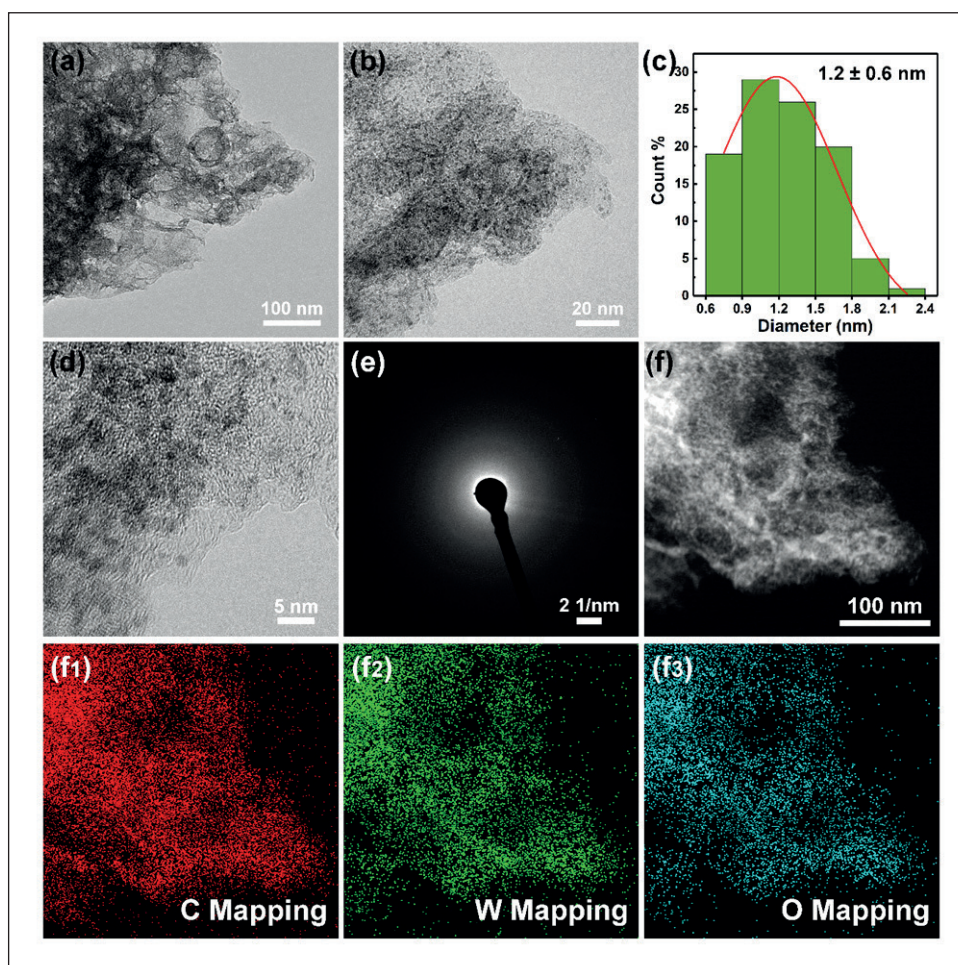 (a)
100 nm
(b)
20 nm
(c)
1.2 ± 0.6 nm
Count %
30
25
20
15
10
5
0
0.6 0.9 1.2 1.5 1.8 2.1 2.4
Diameter (nm)
(d)
5 nm
(e)
2 1/nm
(f)
100 nm
(f1)
C Mapping
(f2)
W Mapping
(f3)
O Mapping